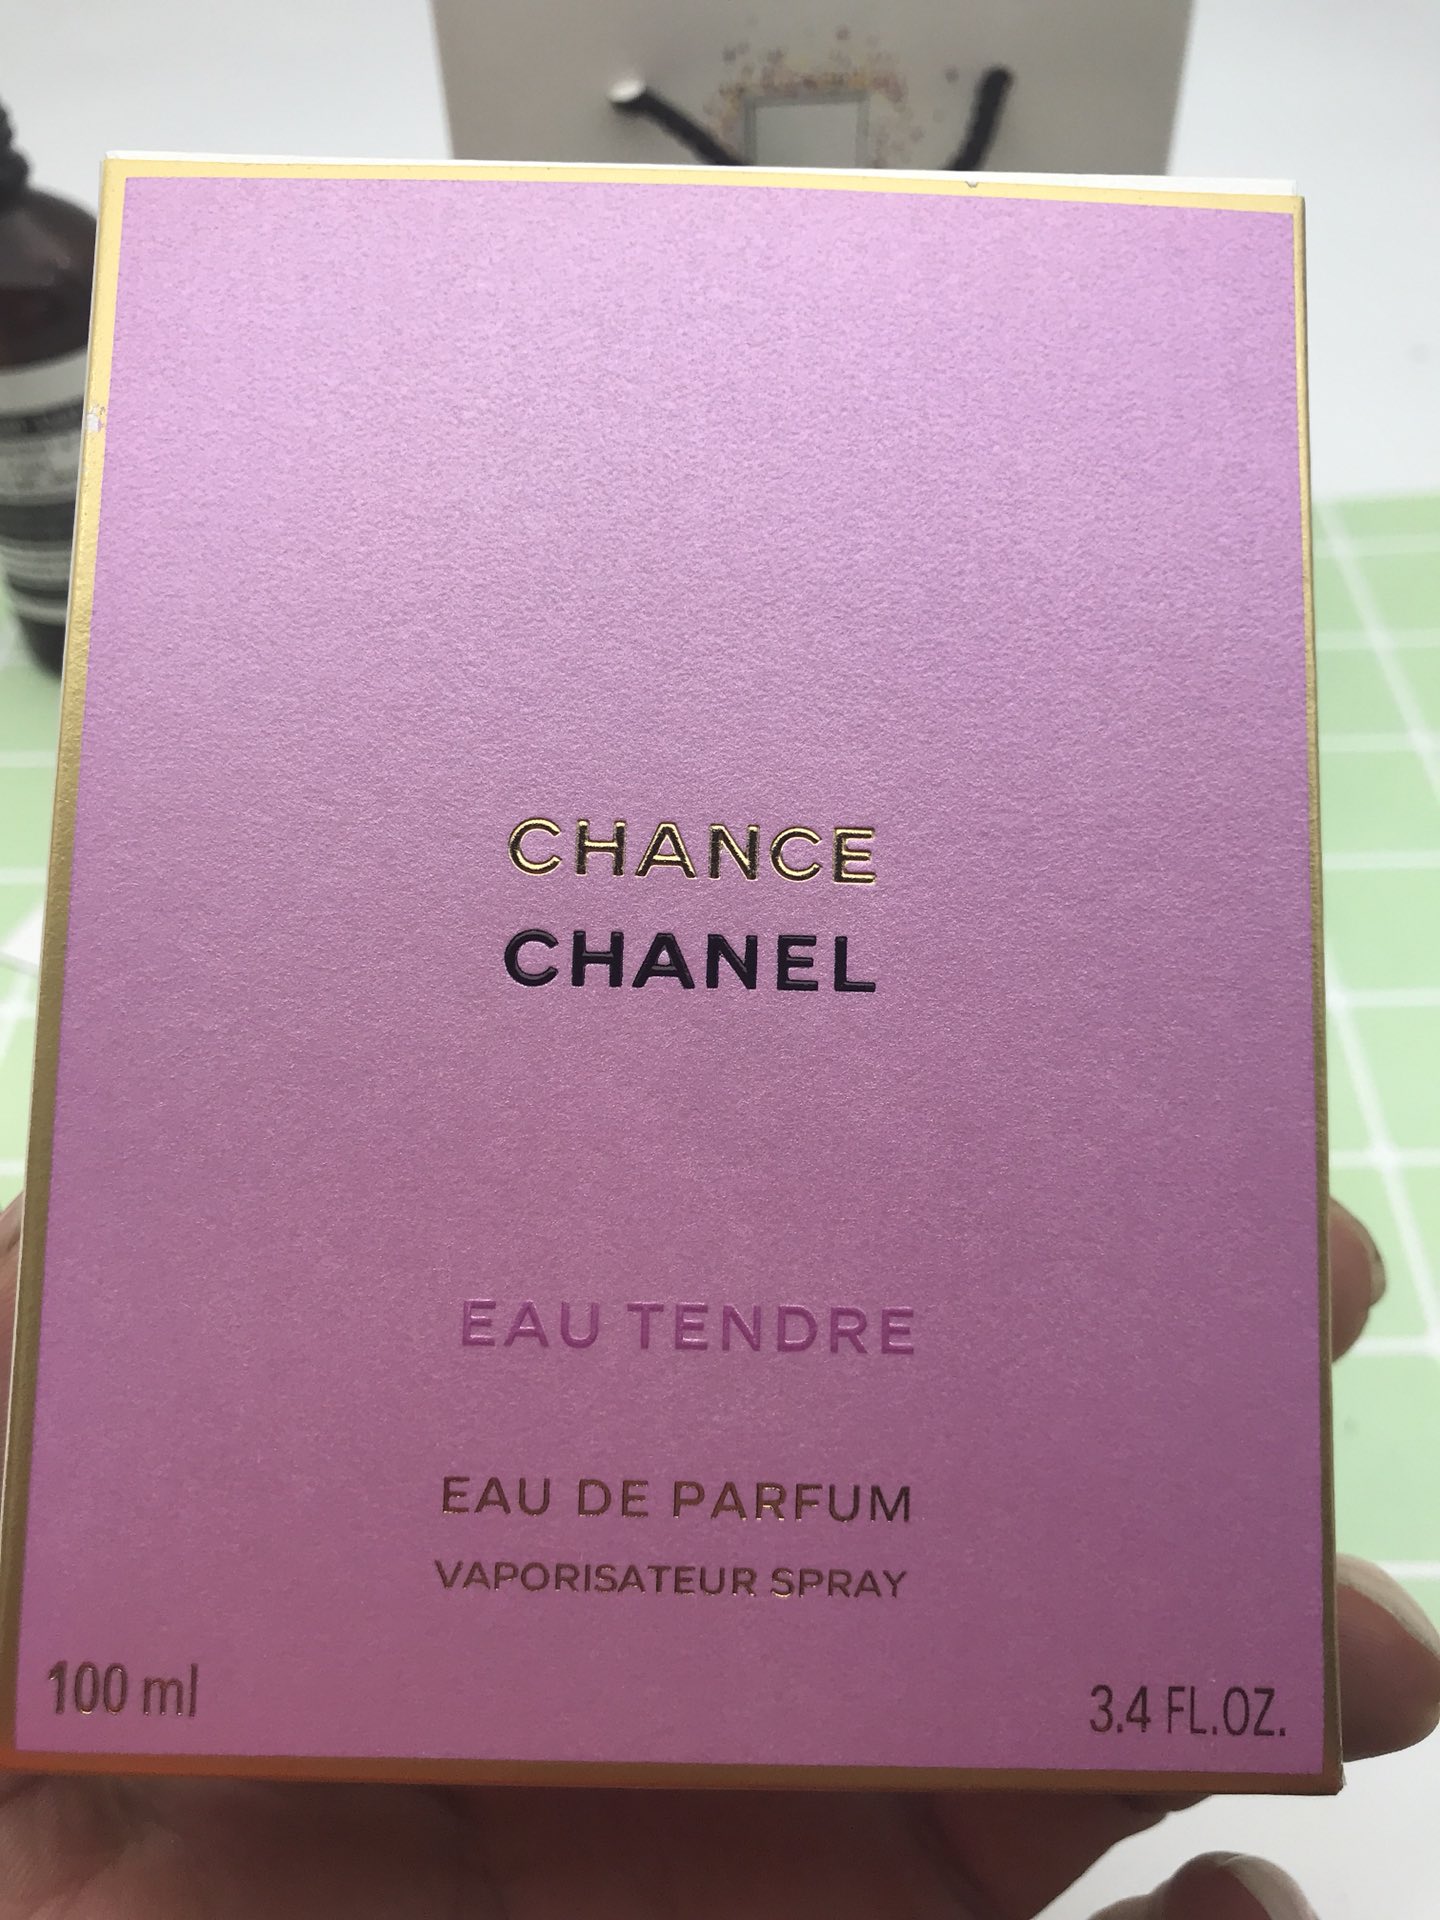 CHANCE
CHANEL
EAU TENDRE
EAU DE PARFUM
VAPORISATEUR SPRAY
100 ml
3.4 FL.OZ.